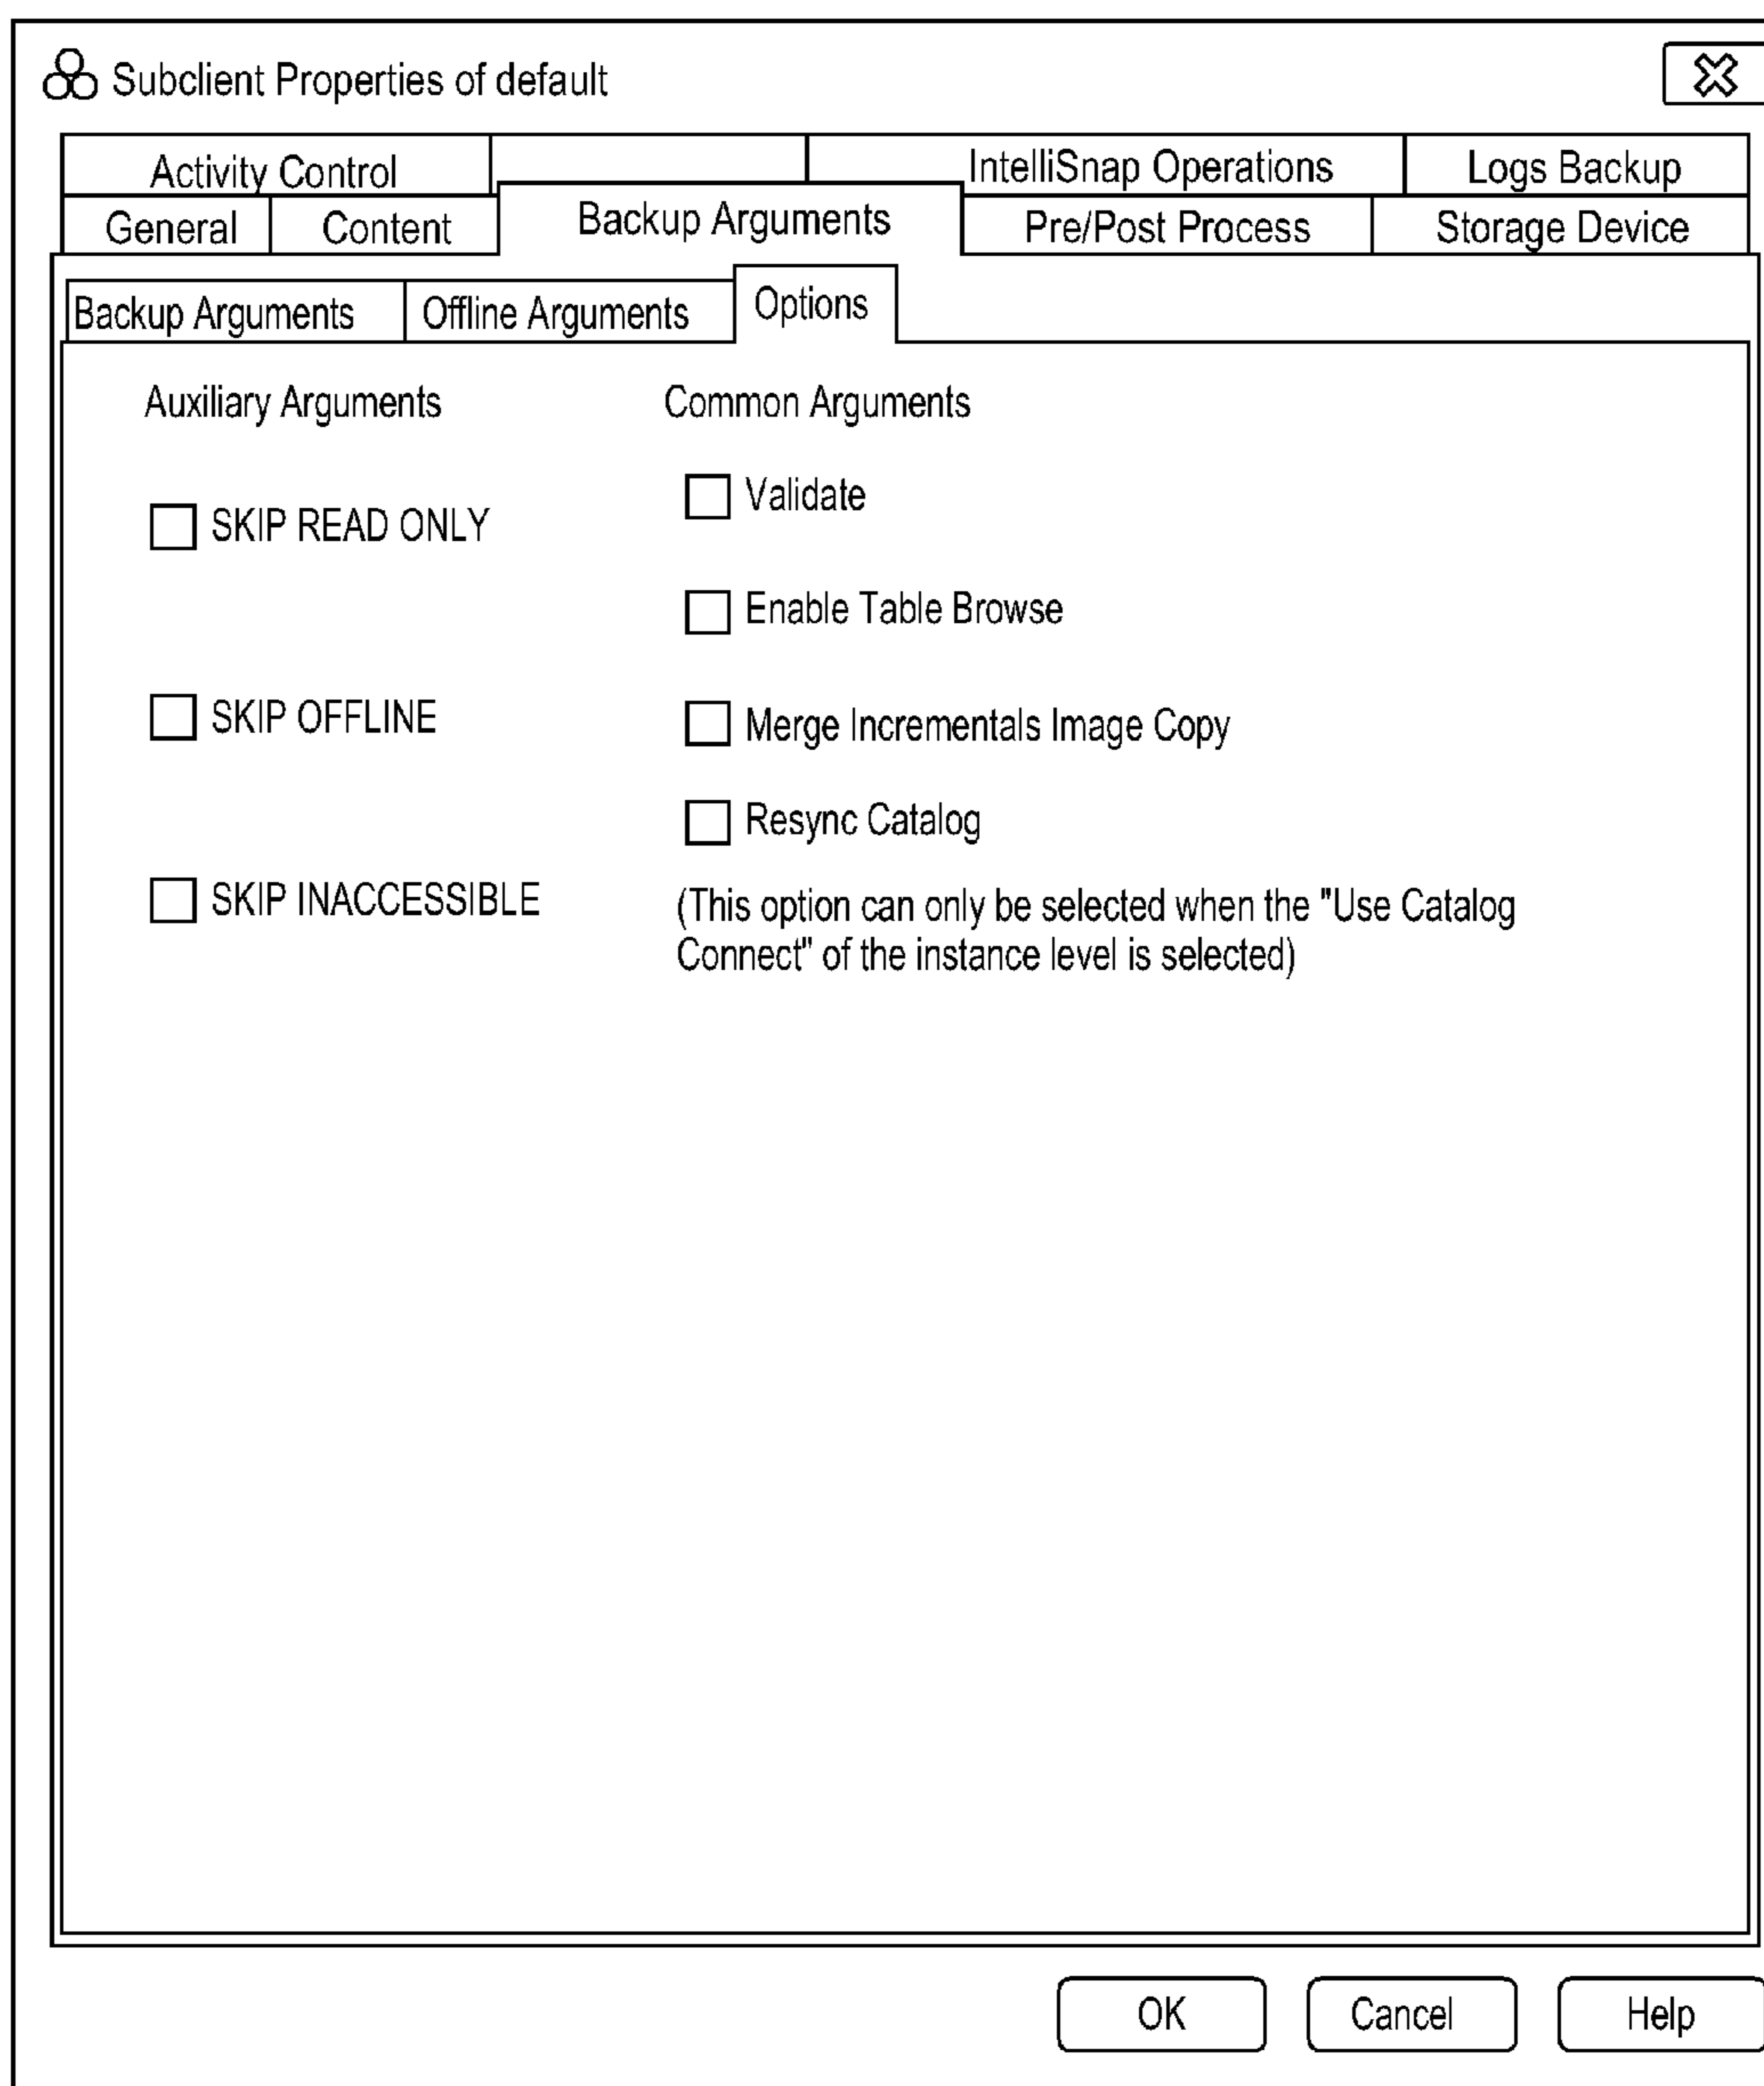 Subclient Properties of default
Activity Control
IntelliSnap Operations
Logs Backup
General
Content
Backup Arguments
Pre/Post Process
Storage Device
Backup Arguments
Offline Arguments
Options
Auxiliary Arguments
SKIP READ ONLY
SKIP OFFLINE
SKIP INACCESSIBLE
Common Arguments
Validate
Enable Table Browse
Merge Incrementals Image Copy
Resync Catalog
(This option can only be selected when the "Use Catalog
Connect" of the instance level is selected)
OK
Cancel
Help